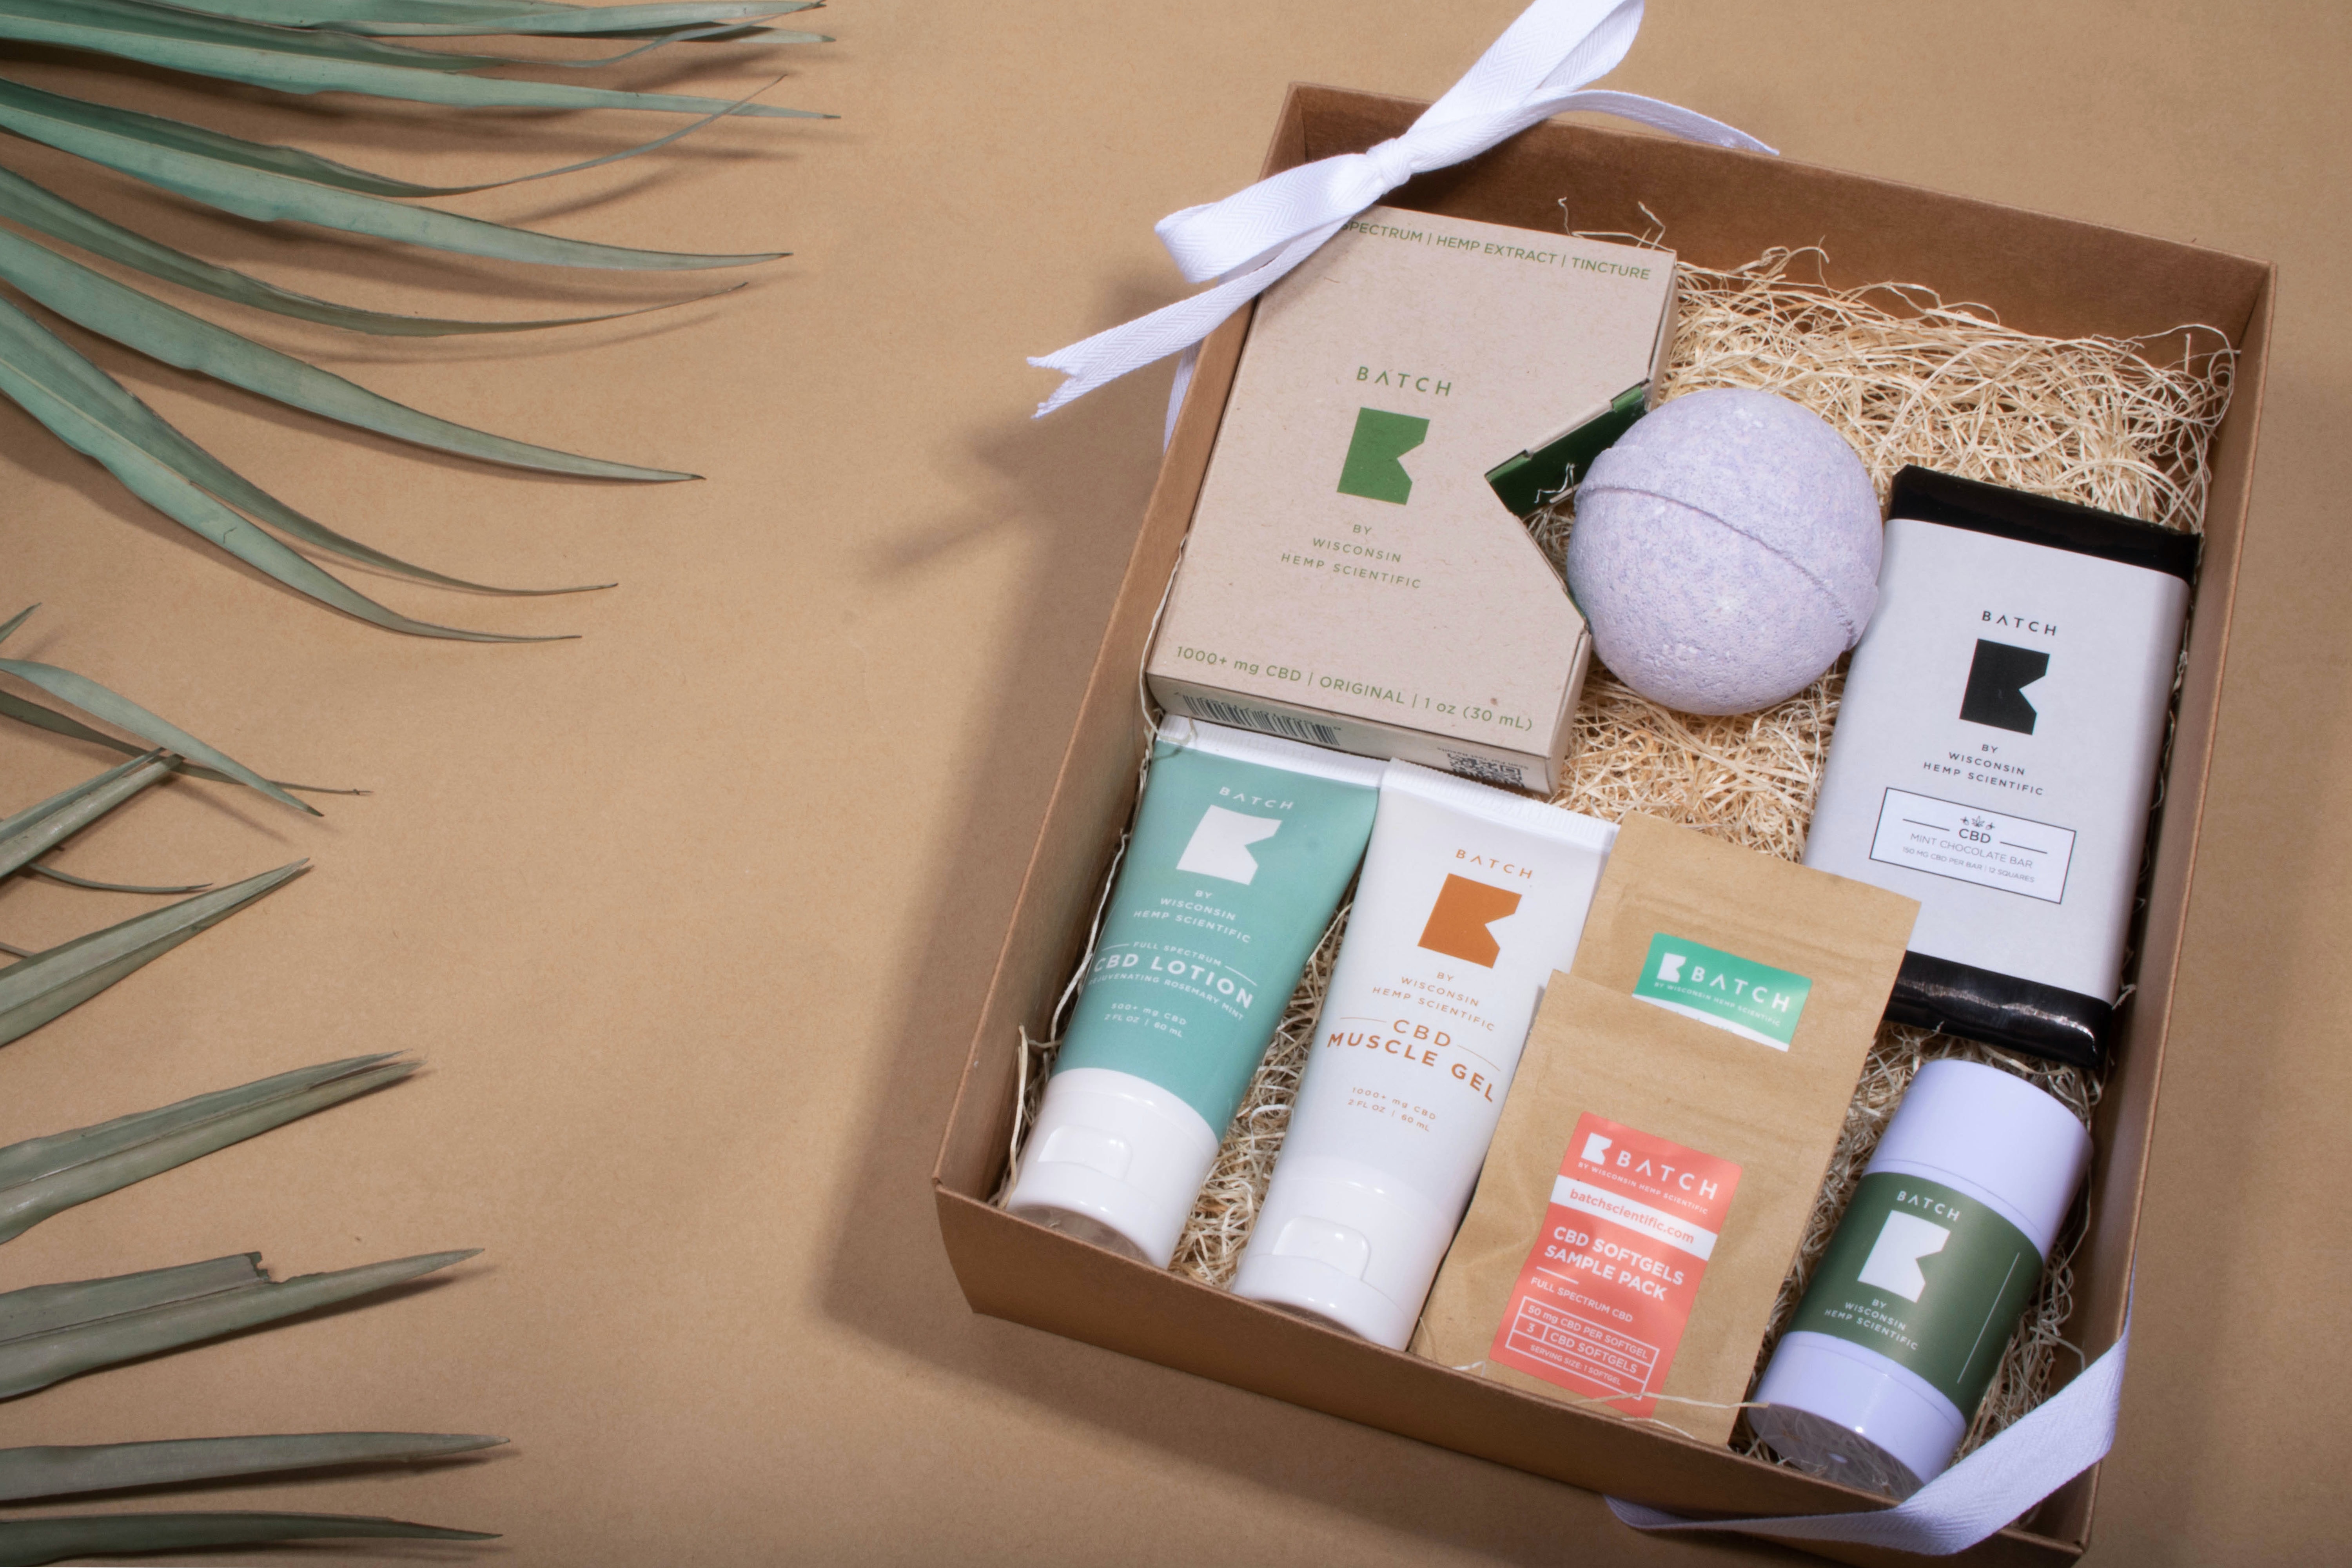 SPECTRUM | HEMP EXTRACT | TINCTURE
BATCH
BY
WISCONSIN
HEMP SCIENTIFIC
1000+ mg CBD | ORIGINAL | 1 oz (30 mL)
BATCH
BY
WISCONSIN
HEMP SCIENTIFIC
CBD
MINT CHOCOLATE BAR
150 MG CBD PER BAR | 12 SQUARES
BATCH
BY
WISCONSIN
HEMP SCIENTIFIC
FULL SPECTRUM
CBD LOTION
REJUVENATING ROSEMARY MINT
500+ mg CBD
2 FL OZ | 60 mL
BATCH
BY
WISCONSIN
HEMP SCIENTIFIC
CBD
MUSCLE GEL
1000+ mg CBD
2 FL OZ | 60 mL
BATCH
BY WISCONSIN HEMP SCIENTIFIC
BATCH
BY WISCONSIN HEMP SCIENTIFIC
batchscientific.com
CBD SOFTGELS
SAMPLE PACK
FULL SPECTRUM CBD
50 mg CBD PER SOFTGEL
3 CBD SOFTGELS
SERVING SIZE: 1 SOFTGEL
BATCH
BY
WISCONSIN
HEMP SCIENTIFIC